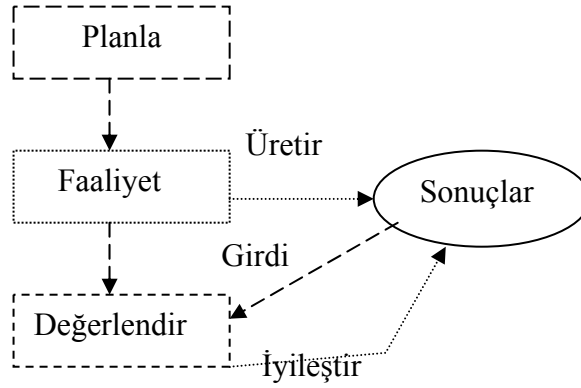 Planla
Üretir
Faaliyet
Sonuçlar
Girdi
Değerlendir
İyileştir